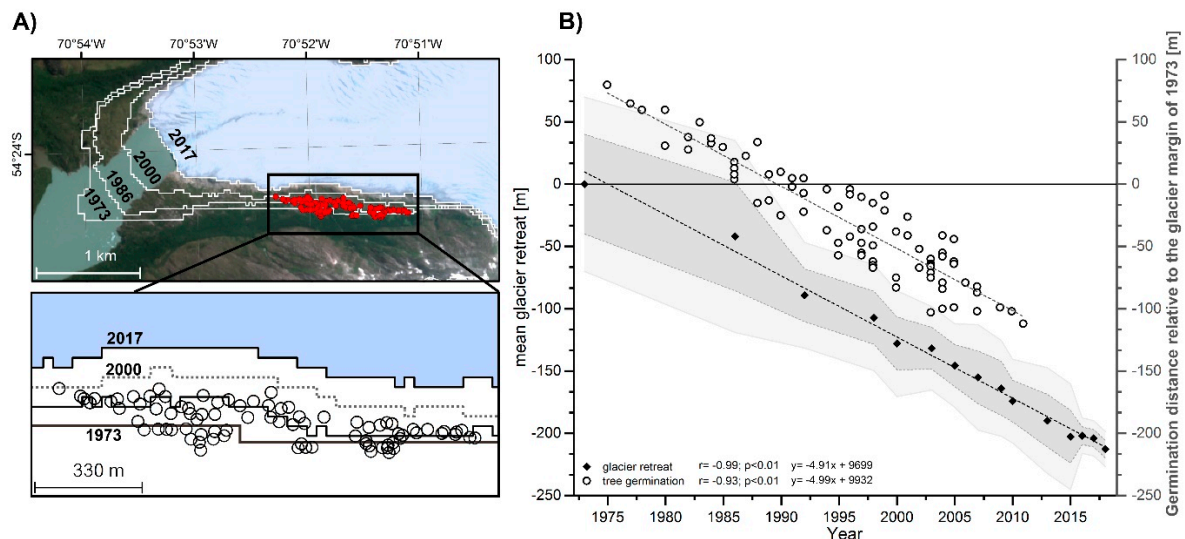 A)
70°54'W 70°53'W 70°52'W 70°51'W
54°24'S
2017
2000
1986
1973
1 km
2017
2000
1973
330 m
B)
100 100
50 50
0 0
-50 -50
-100 -100
-150 -150
-200 -200
-250 -250
mean glacier retreat [m]
Germination distance relative to the glacier margin of 1973 [m]
glacier retreat r= -0.99; p<0.01 y= -4.91x + 9699
tree germination r= -0.93; p<0.01 y= -4.99x + 9932
1975 1980 1985 1990 1995 2000 2005 2010 2015
Year